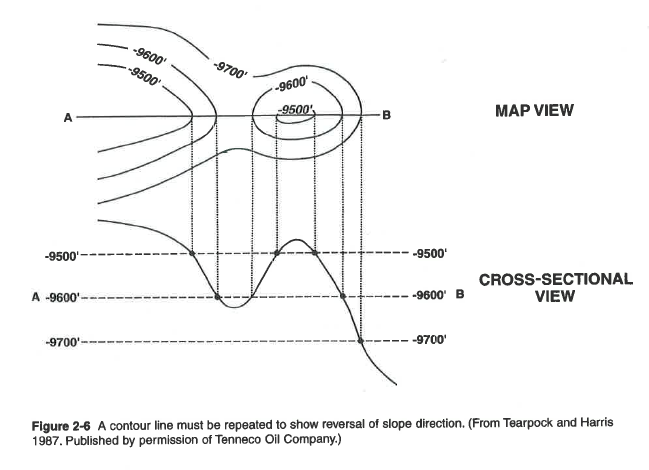 -9600'
-9500'
-9700'
-9600'
-9500'
A
B
MAP VIEW
-9500'
-9500'
CROSS-SECTIONAL
VIEW
A -9600'
-9600' B
-9700'
-9700'
Figure 2-6 A contour line must be repeated to show reversal of slope direction. (From Tearpock and Harris
1987. Published by permission of Tenneco Oil Company.)